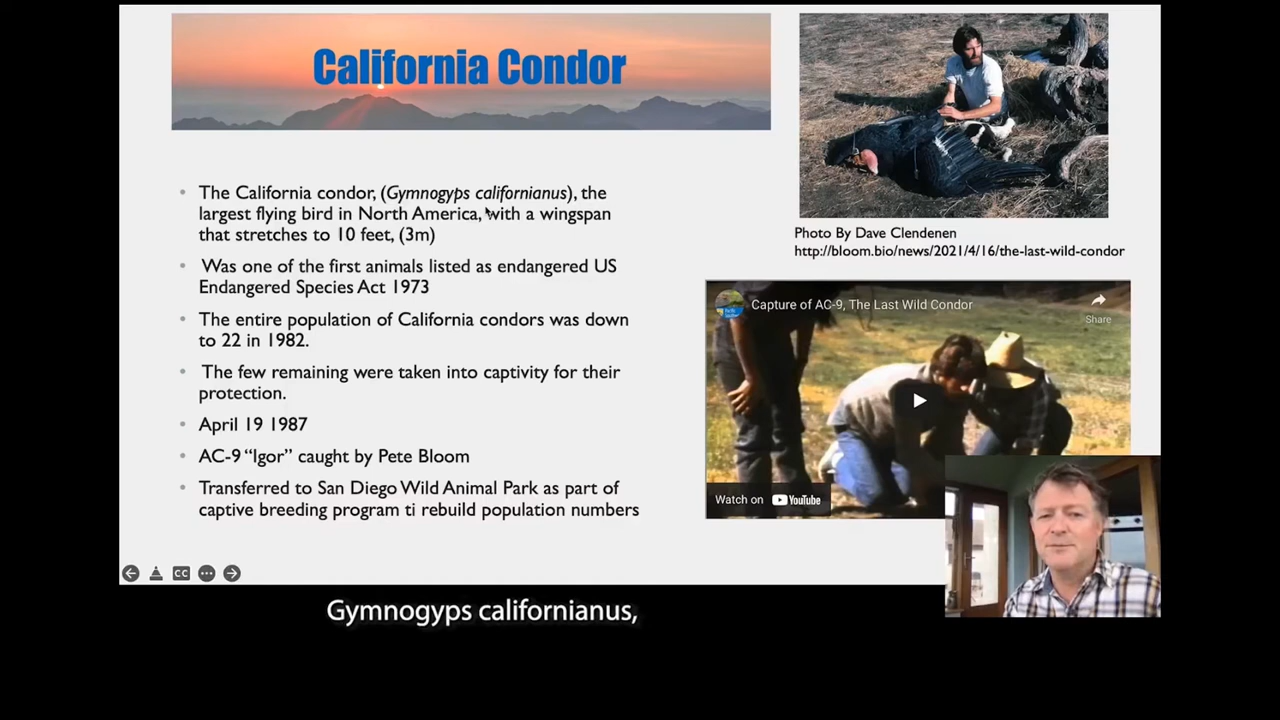 California Condor
The California condor, (Gymnogyps californianus), the
largest flying bird in North America, with a wingspan
that stretches to 10 feet, (3m)
Was one of the first animals listed as endangered US
Endangered Species Act 1973
The entire population of California condors was down
to 22 in 1982.
The few remaining were taken into captivity for their
protection.
April 19 1987
AC-9 “Igor” caught by Pete Bloom
Transferred to San Diego Wild Animal Park as part of
captive breeding program ti rebuild population numbers
Photo By Dave Clendenen
http://bloom.bio/news/2021/4/16/the-last-wild-condor
Capture of AC-9, The Last Wild Condor
Share
Watch on YouTube
CC
Gymnogyps californianus,